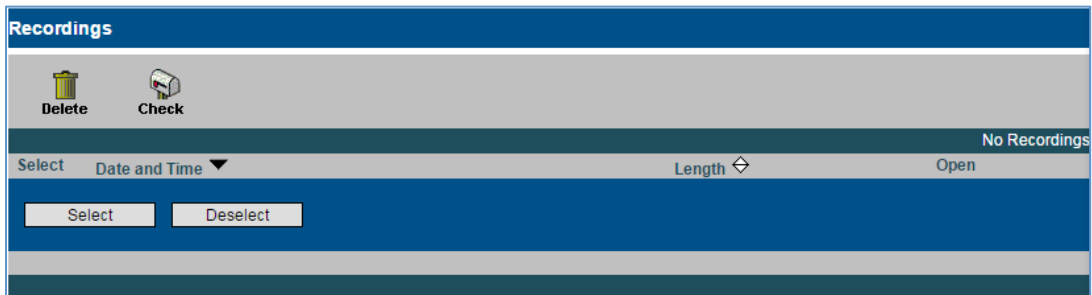 Recordings
Delete Check
No Recordings
Select Date and Time Length Open
Select Deselect